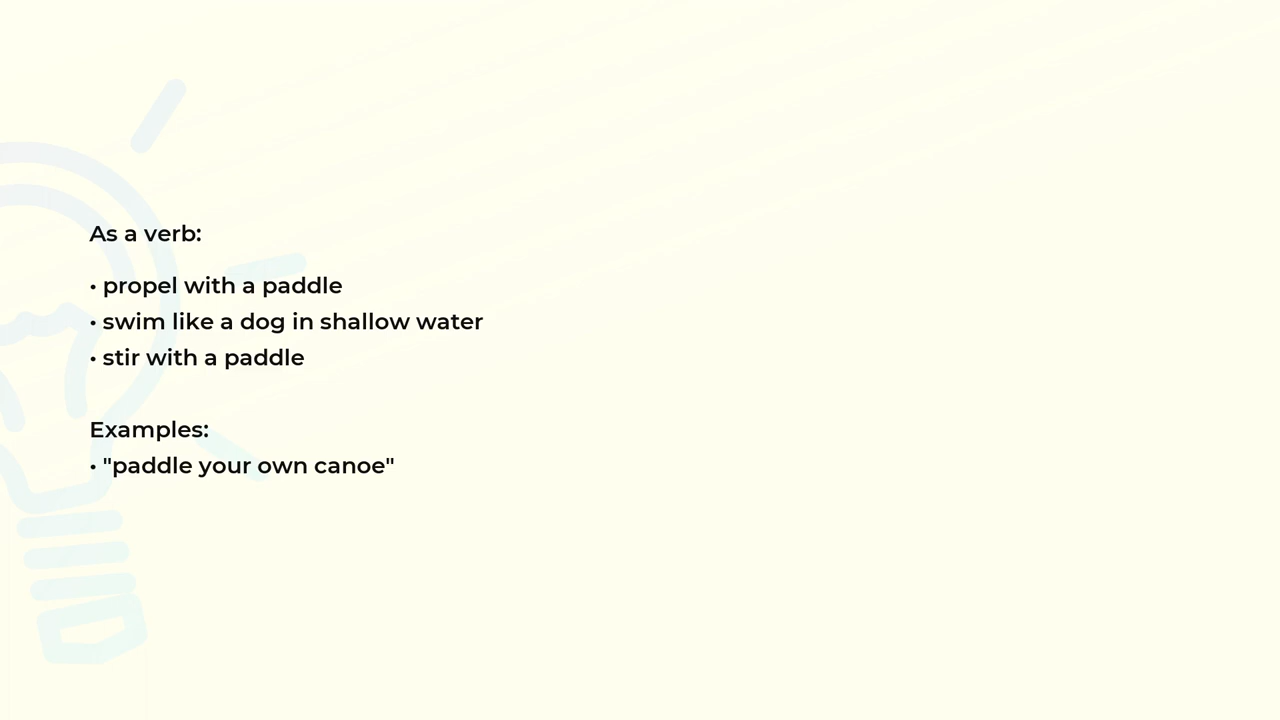 As a verb:
• propel with a paddle
• swim like a dog in shallow water
• stir with a paddle
Examples:
• "paddle your own canoe"